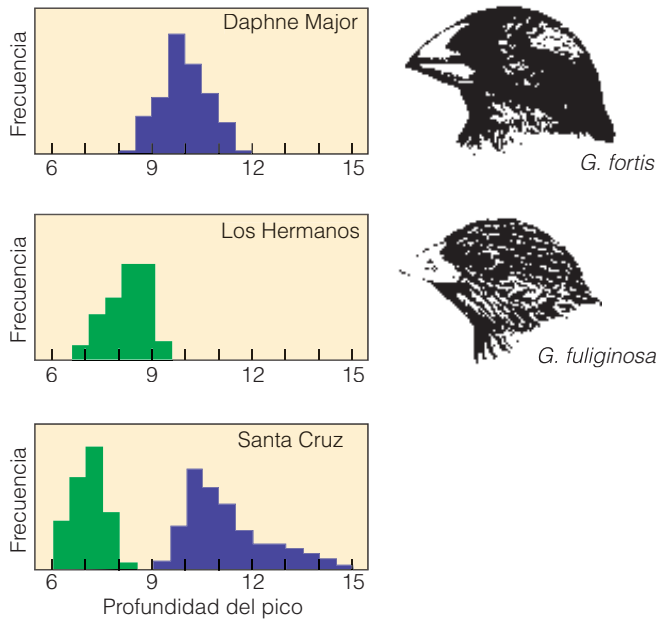 Daphne Major
Frecuencia
6 9 12 15
G. fortis
Los Hermanos
Frecuencia
6 9 12 15
G. fuliginosa
Santa Cruz
Frecuencia
6 9 12 15
Profundidad del pico